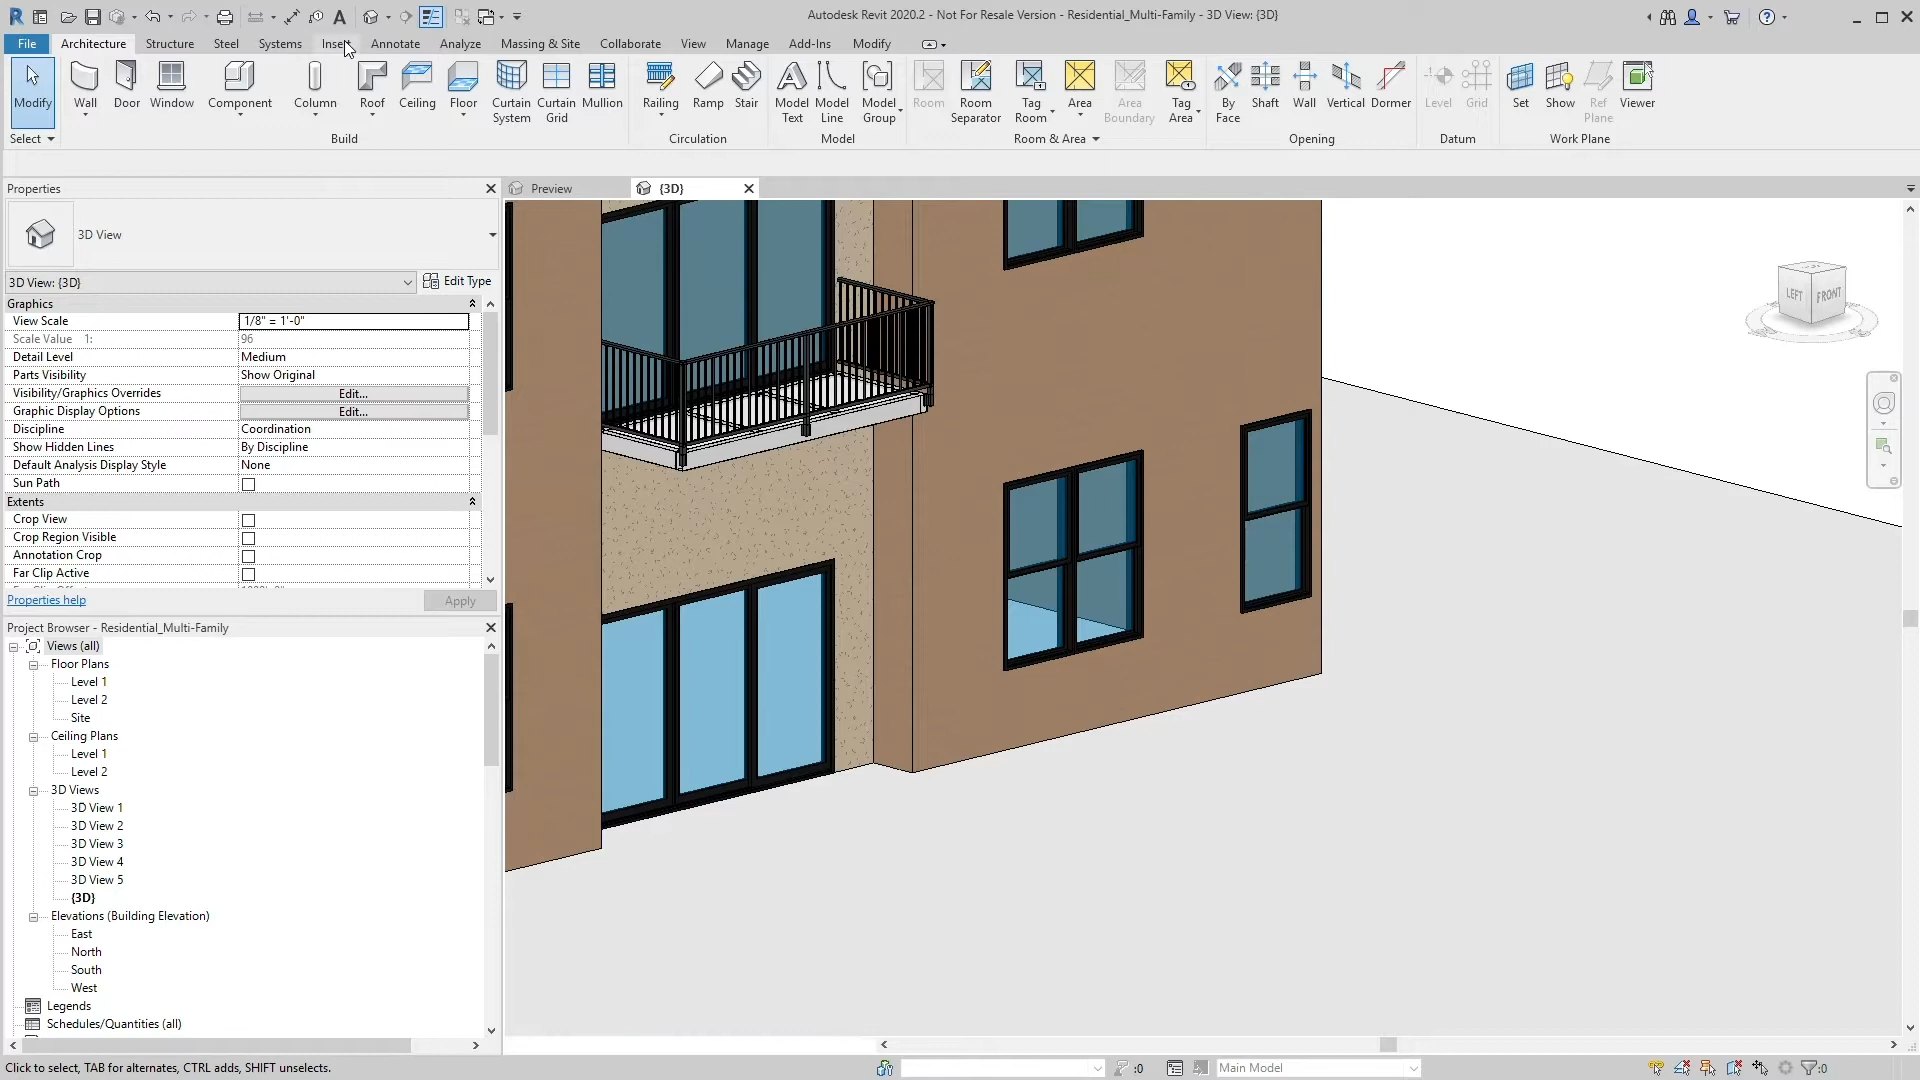 Autodesk Revit 2020.2 - Not For Resale Version - Residential_Multi-Family - 3D View: {3D}
File Architecture Structure Steel Systems Insert Annotate Analyze Massing & Site Collaborate View Manage Add-Ins Modify
Modify Wall Door Window Component Column Roof Ceiling Floor Curtain System Curtain Grid Mullion Railing Ramp Stair Model Text Model Line Model Group Room Room Separator Tag Room Area Area Boundary Tag Area By Face Shaft Wall Vertical Dormer Level Grid Set Show Ref Plane Viewer
Select Build Circulation Model Room & Area Opening Datum Work Plane
Properties
Preview {3D}
3D View
3D View: {3D} Edit Type
Graphics
View Scale 1/8" = 1'-0"
Scale Value 1: 96
Detail Level Medium
Parts Visibility Show Original
Visibility/Graphics Overrides Edit...
Graphic Display Options Edit...
Discipline Coordination
Show Hidden Lines By Discipline
Default Analysis Display Style None
Sun Path
Extents
Crop View
Crop Region Visible
Annotation Crop
Far Clip Active
Properties help Apply
Project Browser - Residential_Multi-Family
Views (all)
Floor Plans
Level 1
Level 2
Site
Ceiling Plans
Level 1
Level 2
3D Views
3D View 1
3D View 2
3D View 3
3D View 4
3D View 5
{3D}
Elevations (Building Elevation)
East
North
South
West
Legends
Schedules/Quantities (all)
LEFT FRONT
Click to select, TAB for alternates, CTRL adds, SHIFT unselects.
:0 Main Model :0